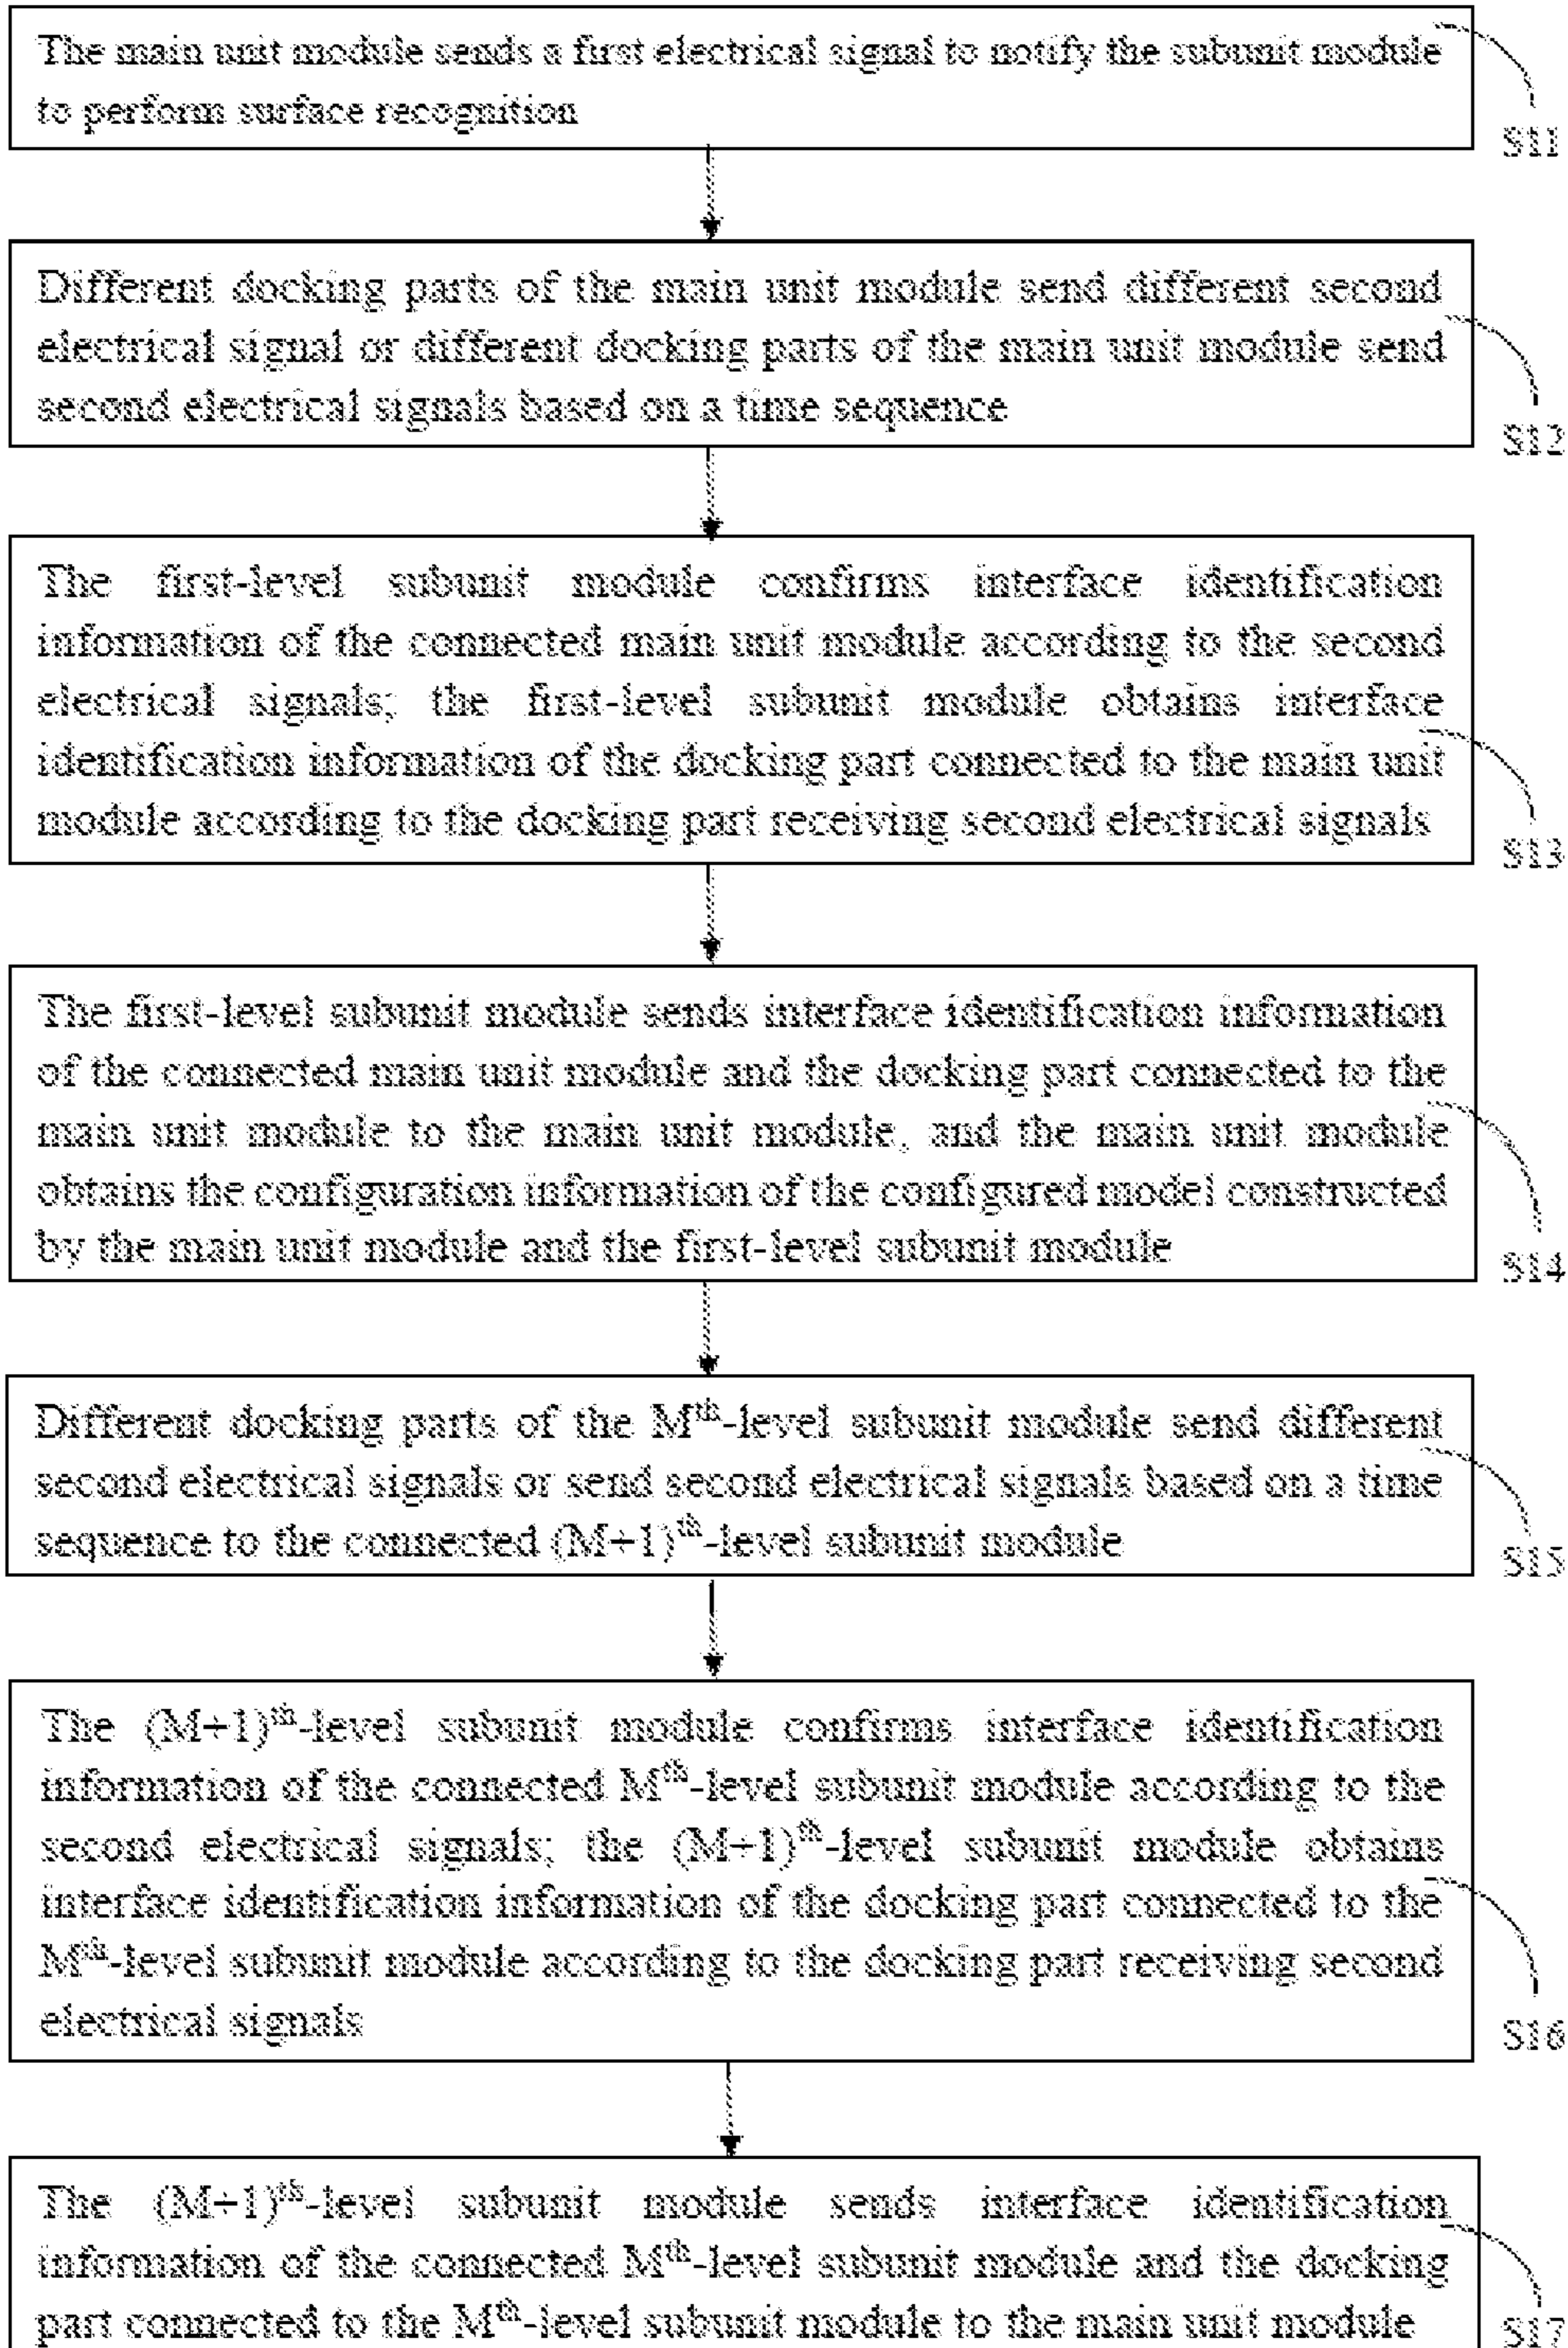 The main unit module sends a first electrical signal to notify the subunit module
to perform surface recognition
S11
Different docking parts of the main unit module send different second
electrical signal or different docking parts of the main unit module send
second electrical signals based on a time sequence
S12
The first-level subunit module confirms interface identification
information of the connected main unit module according to the second
electrical signals; the first-level subunit module obtains interface
identification information of the docking part connected to the main unit
module according to the docking part receiving second electrical signals
S13
The first-level subunit module sends interface identification information
of the connected main unit module and the docking part connected to the
main unit module to the main unit module, and the main unit module
obtains the configuration information of the configured model constructed
by the main unit module and the first-level subunit module
S14
Different docking parts of the Mth-level subunit module send different
second electrical signals or send second electrical signals based on a time
sequence to the connected (M+1)th-level subunit module
S15
The (M+1)th-level subunit module confirms interface identification
information of the connected Mth-level subunit module according to the
second electrical signals; the (M+1)th-level subunit module obtains
interface identification information of the docking part connected to the
Mth-level subunit module according to the docking part receiving second
electrical signals
S16
The (M+1)th-level subunit module sends interface identification
information of the connected Mth-level subunit module and the docking
part connected to the Mth-level subunit module to the main unit module
S17